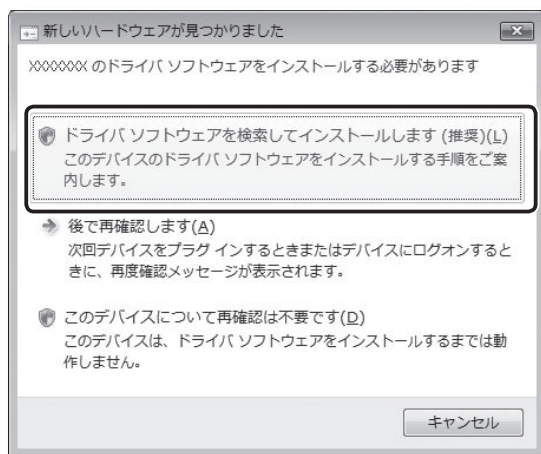 新しいハードウェアが見つかりました
XXXXXXX のドライバ ソフトウェアをインストールする必要があります
ドライバ ソフトウェアを検索してインストールします (推奨)(L)
このデバイスのドライバ ソフトウェアをインストールする手順をご案
内します。
後で再確認します(A)
次回デバイスをプラグ インするときまたはデバイスにログオンすると
きに、再度確認メッセージが表示されます。
このデバイスについて再確認は不要です(D)
このデバイスは、ドライバ ソフトウェアをインストールするまでは動
作しません。
キャンセル